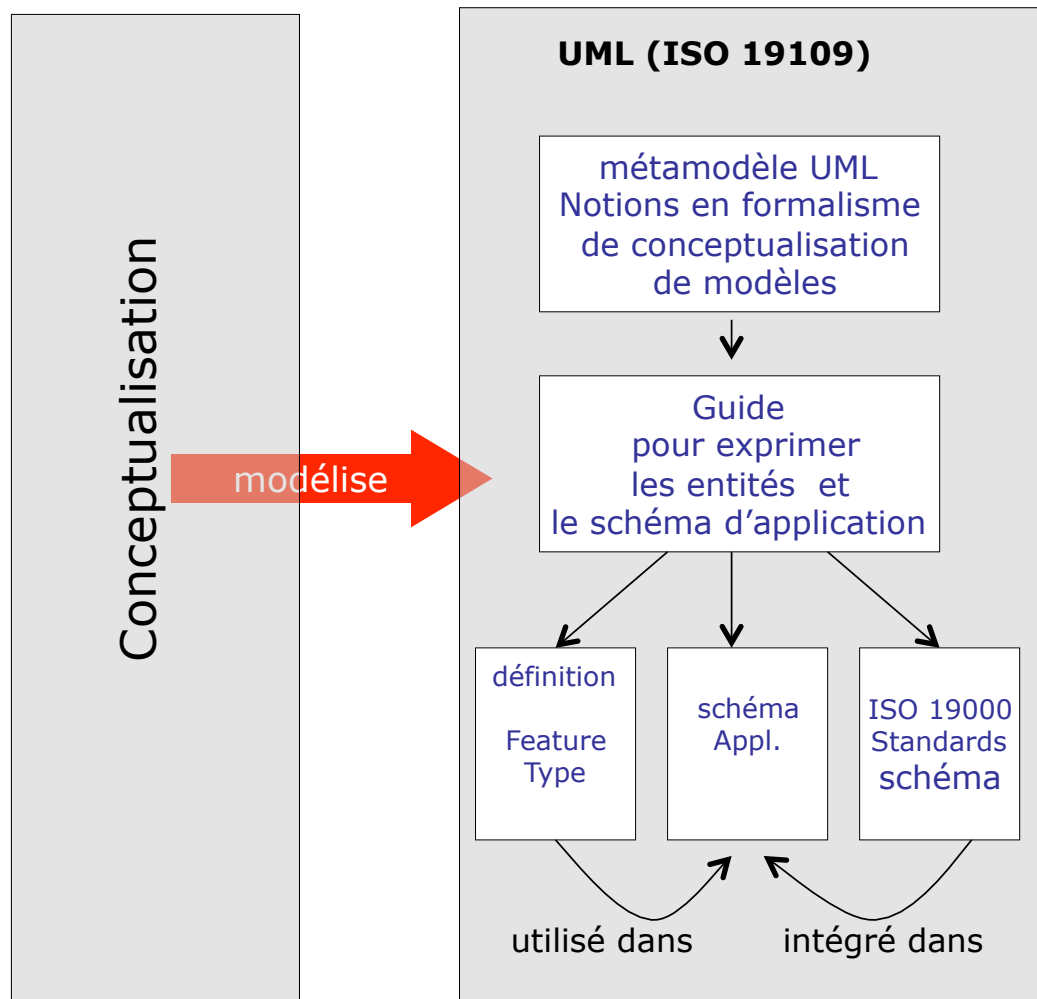 Conceptualisation
modélise
UML (ISO 19109)
métamodèle UML
Notions en formalisme
de conceptualisation
de modèles
Guide
pour exprimer
les entités et
le schéma d’application
définition
Feature
Type
schéma
Appl.
ISO 19000
Standards
schéma
utilisé dans
intégré dans